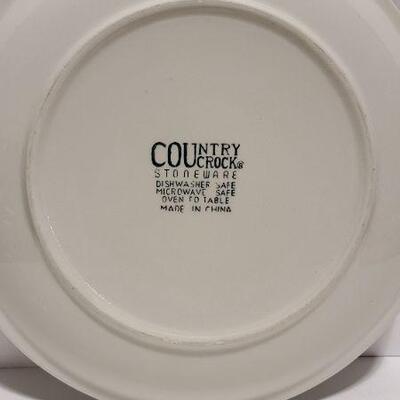 COUNTRY
CROCK®
STONEWARE
DISHWASHER SAFE
MICROWAVE SAFE
OVEN TO TABLE
MADE IN CHINA